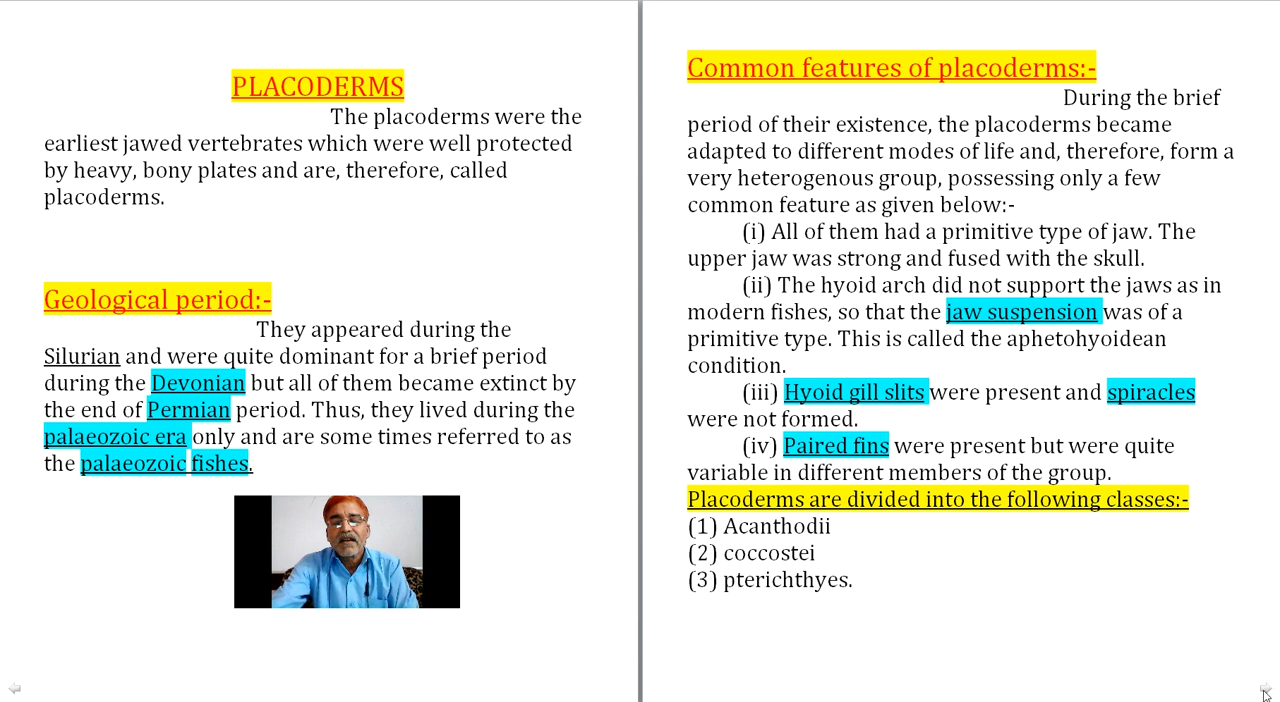 PLACODERMS
The placoderms were the
earliest jawed vertebrates which were well protected
by heavy, bony plates and are, therefore, called
placoderms.
Geological period:-
They appeared during the
Silurian and were quite dominant for a brief period
during the Devonian but all of them became extinct by
the end of Permian period. Thus, they lived during the
palaeozoic era only and are some times referred to as
the palaeozoic fishes.
Common features of placoderms:-
During the brief
period of their existence, the placoderms became
adapted to different modes of life and, therefore, form a
very heterogenous group, possessing only a few
common feature as given below:-
(i) All of them had a primitive type of jaw. The
upper jaw was strong and fused with the skull.
(ii) The hyoid arch did not support the jaws as in
modern fishes, so that the jaw suspension was of a
primitive type. This is called the aphetohyoidean
condition.
(iii) Hyoid gill slits were present and spiracles
were not formed.
(iv) Paired fins were present but were quite
variable in different members of the group.
Placoderms are divided into the following classes:-
(1) Acanthodii
(2) coccostei
(3) pterichthyes.